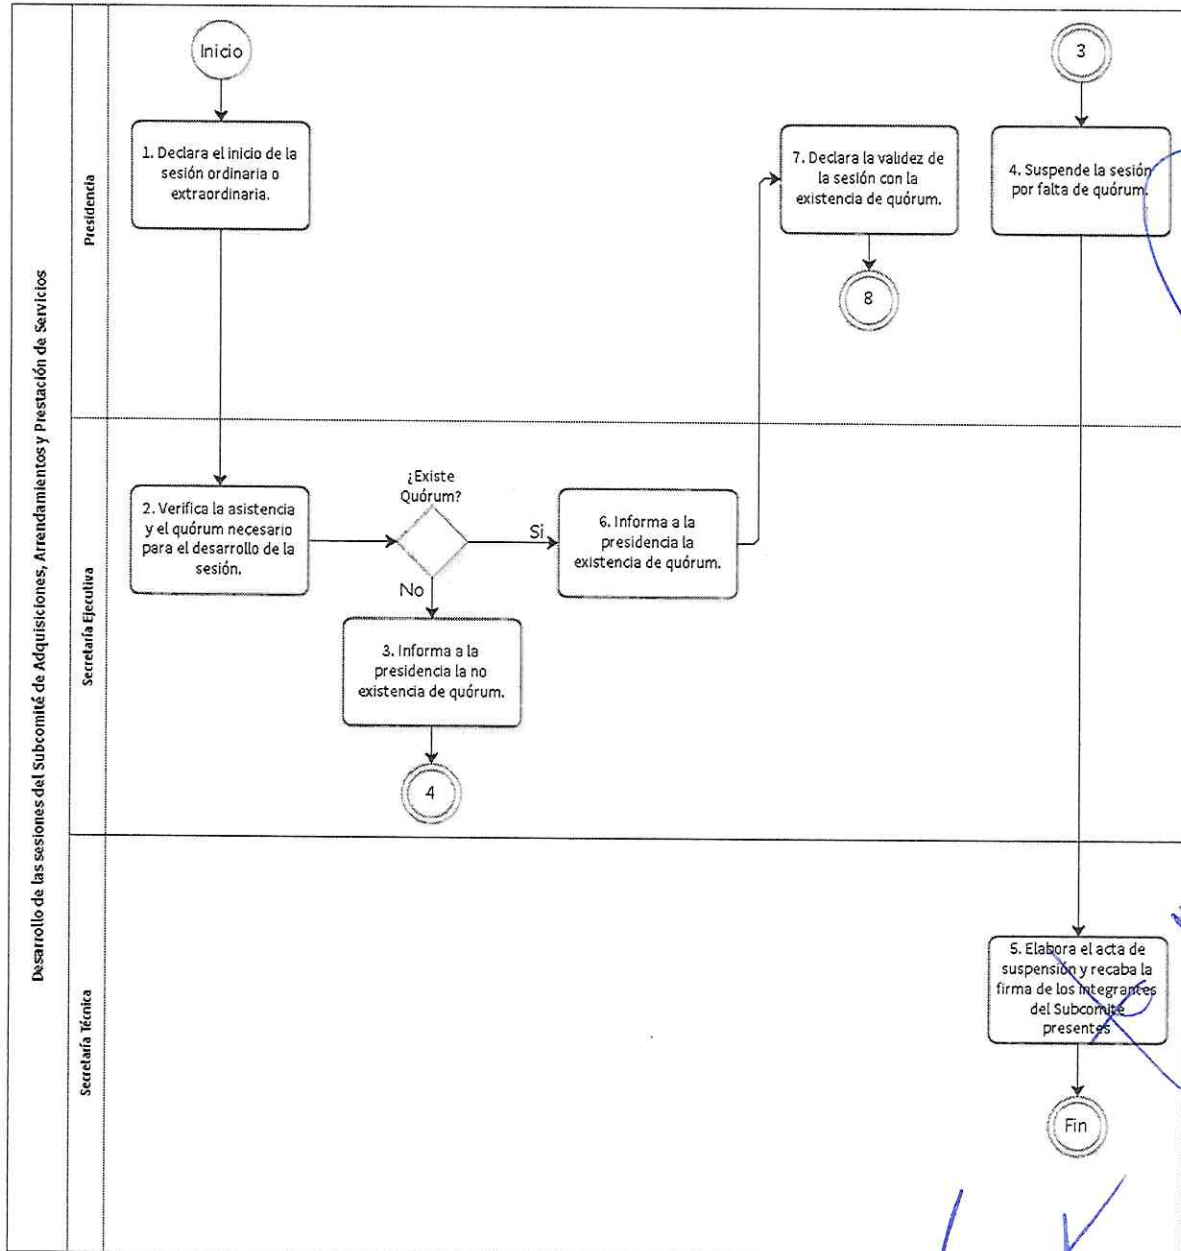 Desarrollo de las sesiones del Subcomité de Adquisiciones, Arrendamientos y Prestación de Servicios
Presidencia
Inicio
1. Declara el inicio de la
sesión ordinaria o
extraordinaria.
7. Declara la validez de
la sesión con la
existencia de quórum.
8
3
4. Suspende la sesión
por falta de quórum.
Secretaría Ejecutiva
2. Verifica la asistencia
y el quórum necesario
para el desarrollo de la
sesión.
¿Existe
Quórum?
Si
No
6. Informa a la
presidencia la
existencia de quórum.
3. Informa a la
presidencia la no
existencia de quórum.
4
Secretaría Técnica
5. Elabora el acta de
suspensión y recaba la
firma de los integrantes
del Subcomité
presentes
Fin